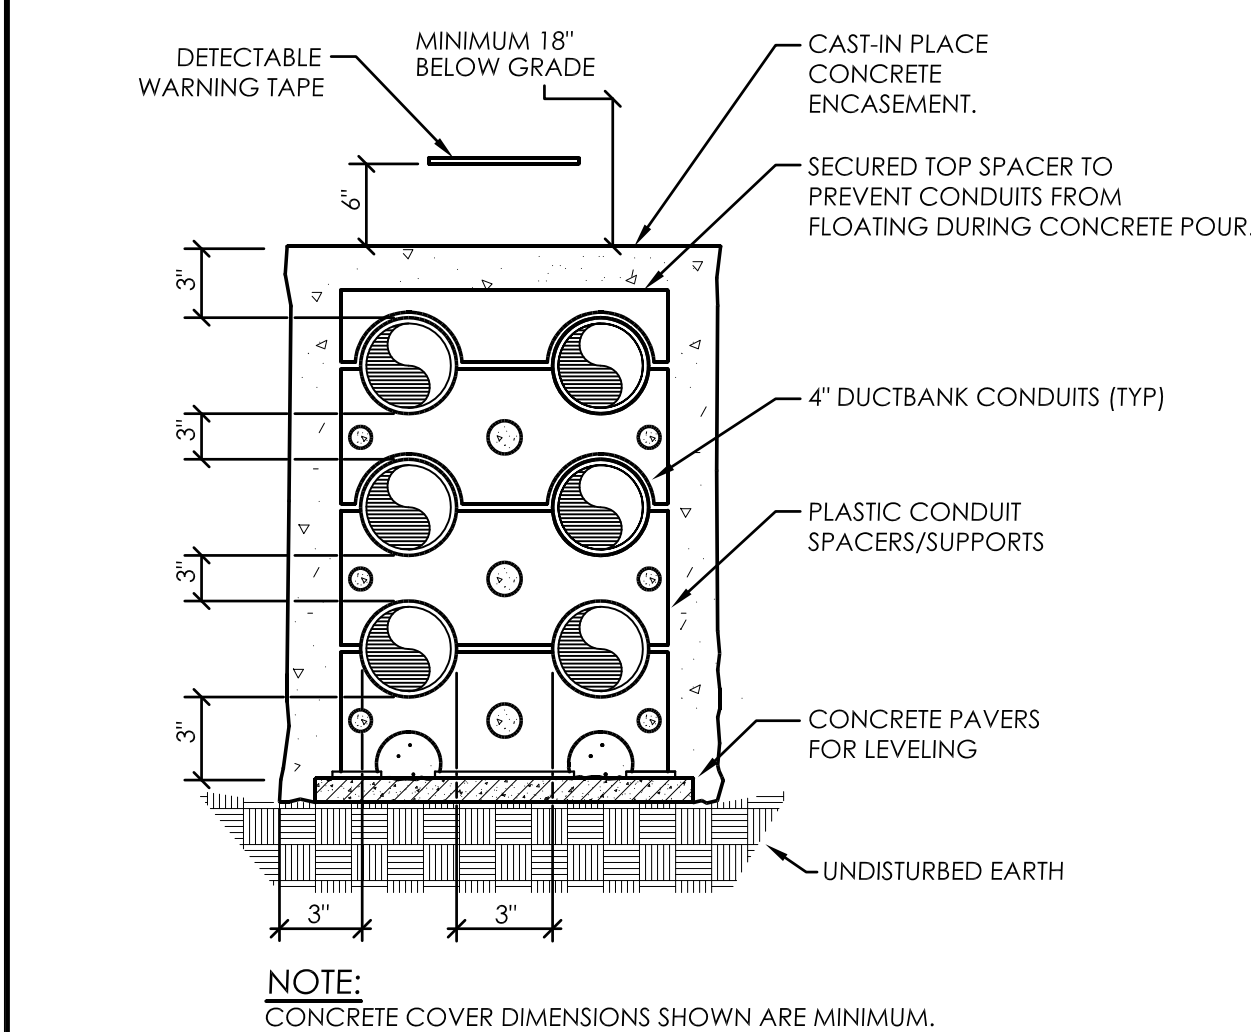 DETECTABLE
WARNING TAPE
MINIMUM 18"
BELOW GRADE
CAST-IN PLACE
CONCRETE
ENCASEMENT.
SECURED TOP SPACER TO
PREVENT CONDUITS FROM
FLOATING DURING CONCRETE POUR.
6"
3"
3"
4" DUCTBANK CONDUITS (TYP)
3"
PLASTIC CONDUIT
SPACERS/SUPPORTS
3"
CONCRETE PAVERS
FOR LEVELING
UNDISTURBED EARTH
3"
3"
NOTE:
CONCRETE COVER DIMENSIONS SHOWN ARE MINIMUM.